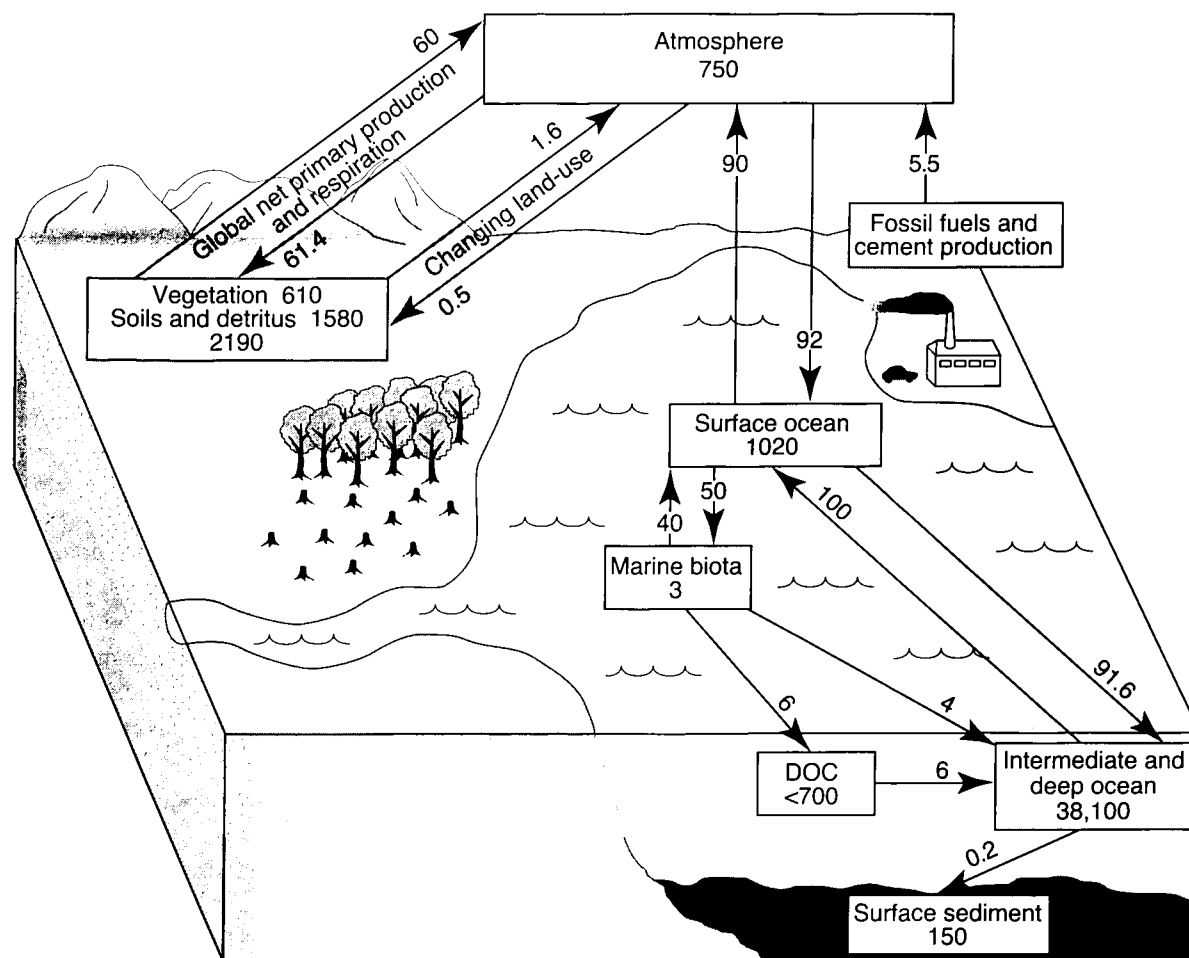 Atmosphere
750
60
Global net primary production
and respiration
61.4
1.6
Changing land-use
0.5
90
92
5.5
Fossil fuels and
cement production
Vegetation 610
Soils and detritus 1580
2190
Surface ocean
1020
40
50
100
91.6
Marine biota
3
6
4
DOC
<700
6
Intermediate and
deep ocean
38,100
0.2
Surface sediment
150